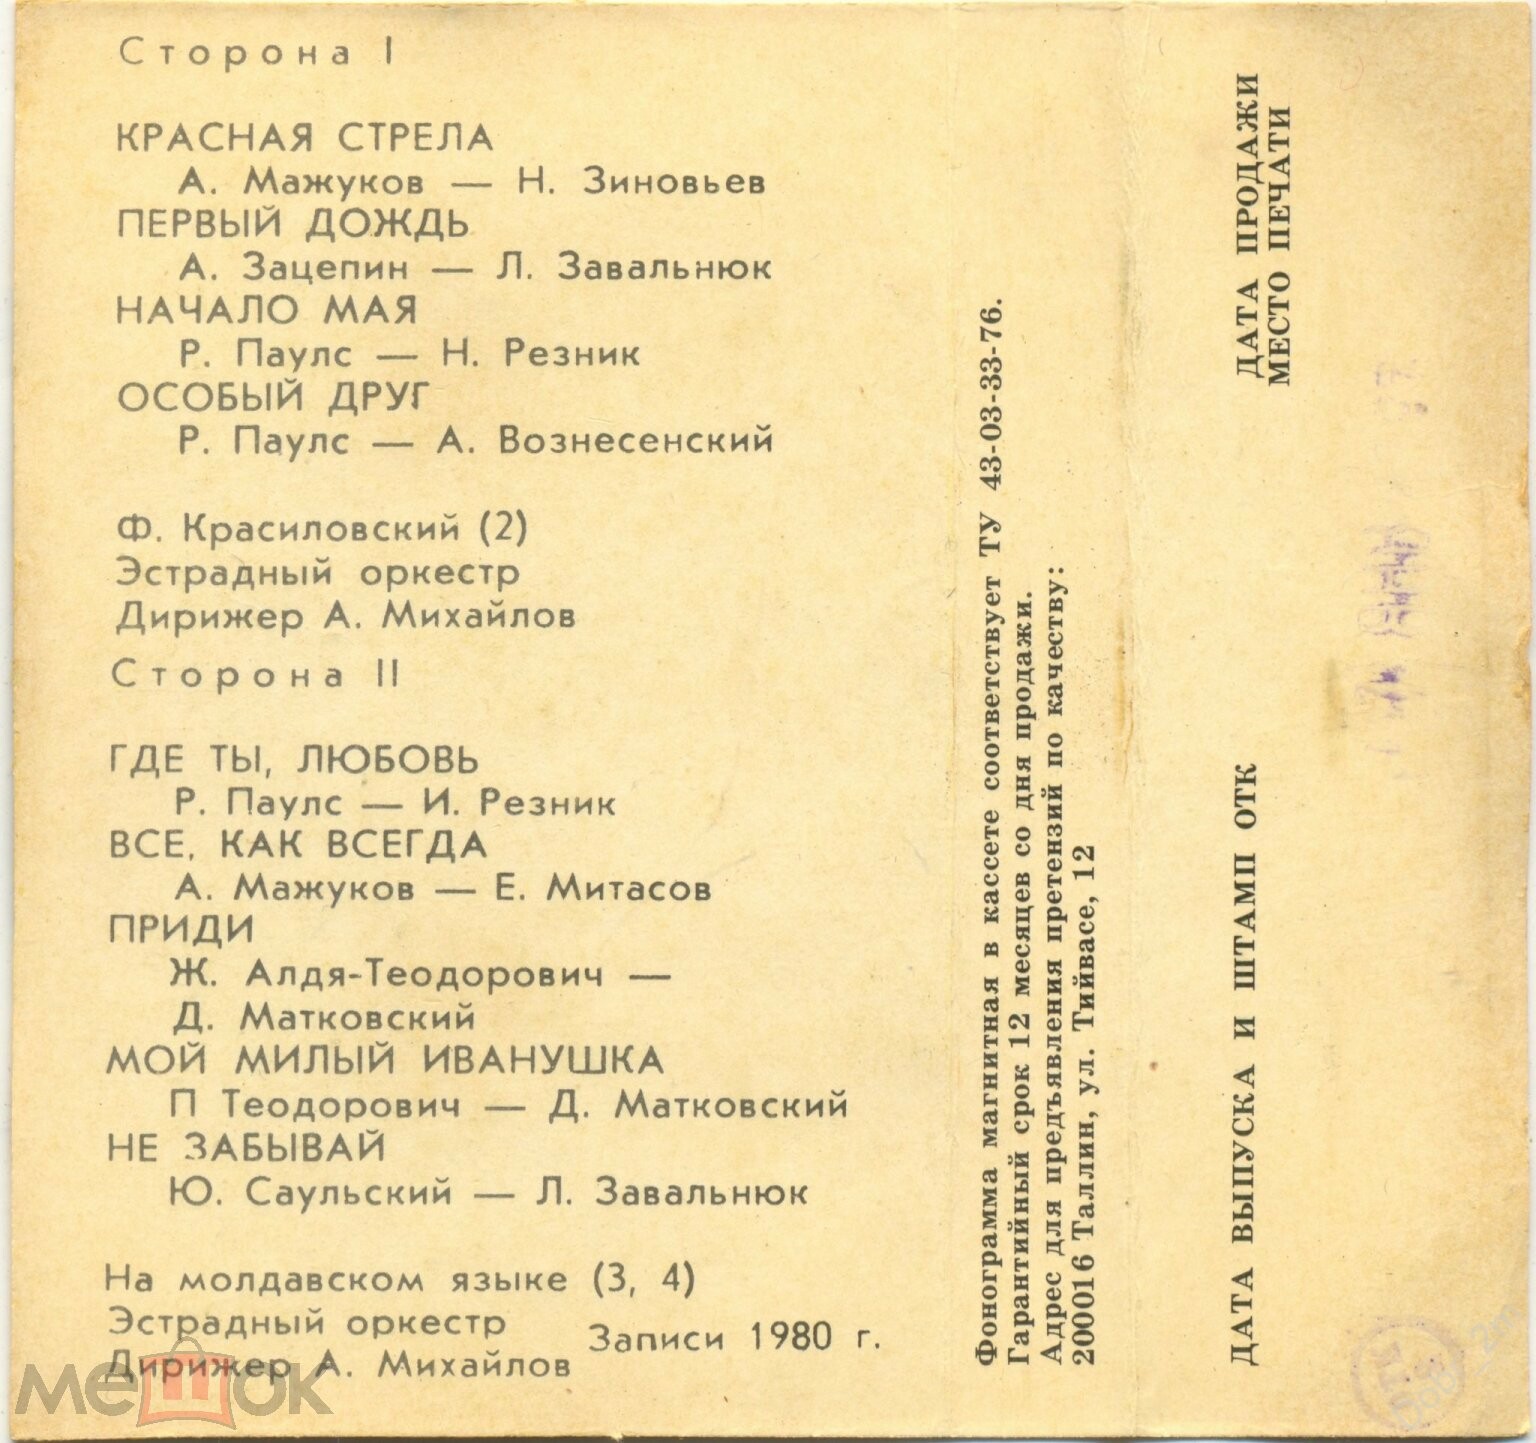 Сторона I
КРАСНАЯ СТРЕЛА
А. Мажуков — Н. Зиновьев
ПЕРВЫЙ ДОЖДЬ
А. Зацепин — Л. Завальнюк
НАЧАЛО МАЯ
Р. Паулс — Н. Резник
ОСОБЫЙ ДРУГ
Р. Паулс — А. Вознесенский
Ф. Красиловский (2)
Эстрадный оркестр
Дирижер А. Михайлов
Сторона II
ГДЕ ТЫ, ЛЮБОВЬ
Р. Паулс — И. Резник
ВСЕ, КАК ВСЕГДА
А. Мажуков — Е. Митасов
ПРИДИ
Ж. Алдя-Теодорович —
Д. Матковский
МОЙ МИЛЫЙ ИВАНУШКА
П Теодорович — Д. Матковский
НЕ ЗАБЫВАЙ
Ю. Саульский — Л. Завальнюк
На молдавском языке (3, 4)
Эстрадный оркестр
Дирижер А. Михайлов
Записи 1980 г.
Фонограмма магнитная в кассете соответствует ТУ 43-03-33-76.
Гарантийный срок 12 месяцев со дня продажи.
Адрес для предъявления претензий по качеству:
200016 Таллин, ул. Тийвасе, 12
ДАТА ВЫПУСКА И ШТАМП ОТК
ДАТА ПРОДАЖИ
МЕСТО ПЕЧАТИ
мешок